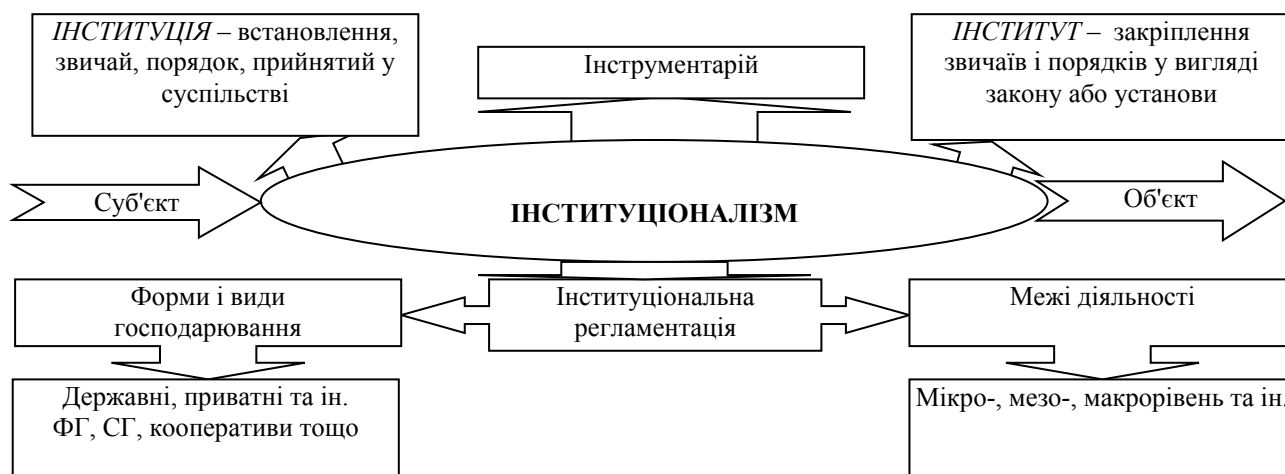 ІНСТИТУЦІЯ – встановлення,
звичай, порядок, прийнятий у
суспільстві
Інструментарій
ІНСТИТУТ – закріплення
звичаїв і порядків у вигляді
закону або установи
Суб'єкт
ІНСТИТУЦІОНАЛІЗМ
Об'єкт
Форми і види
господарювання
Інституціональна
регламентація
Межі діяльності
Державні, приватні та ін.
ФГ, СГ, кооперативи тощо
Мікро-, мезо-, макрорівень та ін.